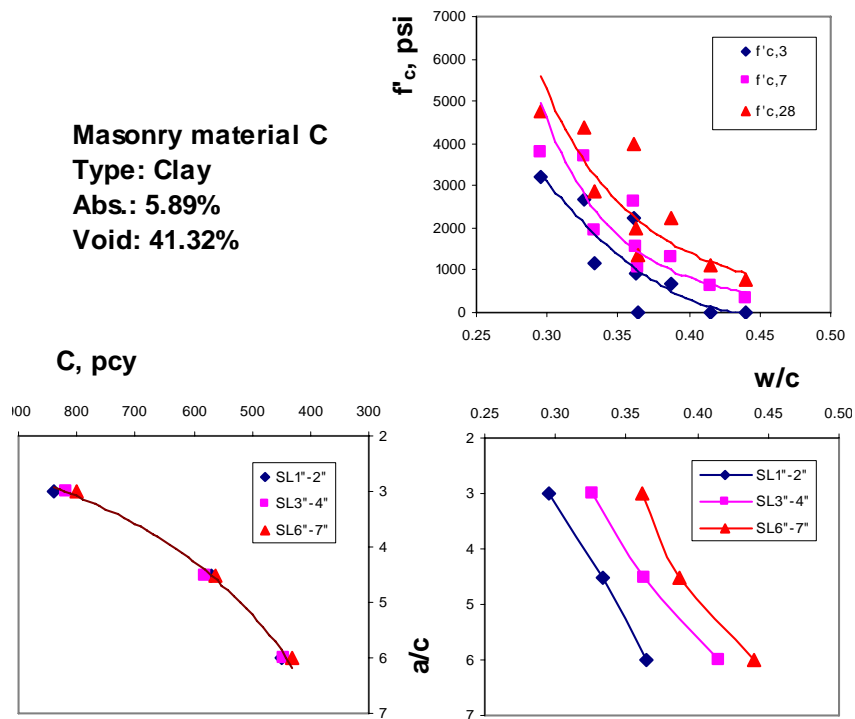 Masonry material C
Type: Clay
Abs.: 5.89%
Void: 41.32%
f'c, psi
7000
6000
5000
4000
3000
2000
1000
0
0.25 0.30 0.35 0.40 0.45 0.50
f'c,3
f'c,7
f'c,28
w/c
C, pcy
800 700 600 500 400 300
2
3
4
5
6
7
SL1"-2"
SL3"-4"
SL6"-7"
a/c
0.25 0.30 0.35 0.40 0.45 0.50
2
3
4
5
6
7
SL1"-2"
SL3"-4"
SL6"-7"